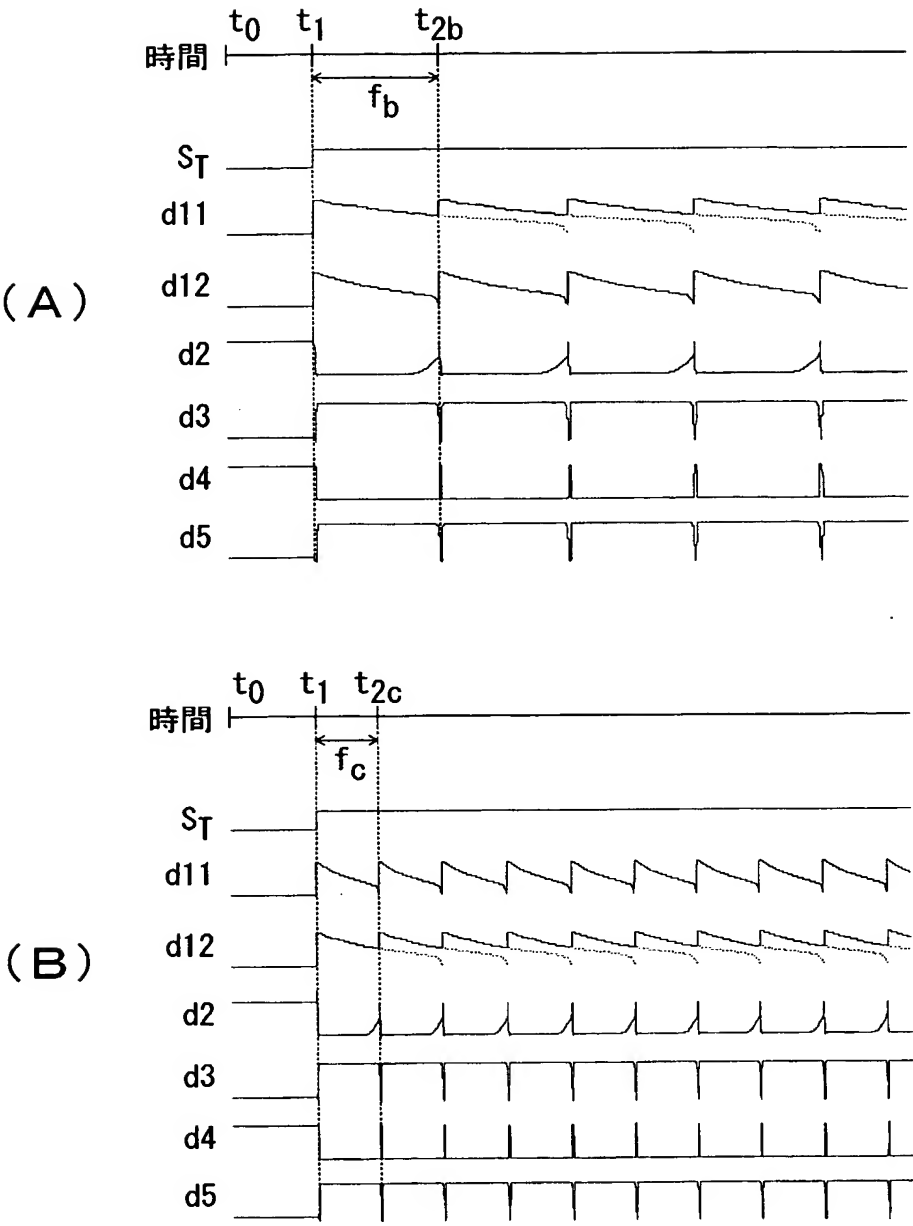 t0 t1 t2b
時間
fb
ST
d11
d12
(A)
d2
d3
d4
d5
t0 t1 t2c
時間
fc
ST
d11
d12
(B)
d2
d3
d4
d5